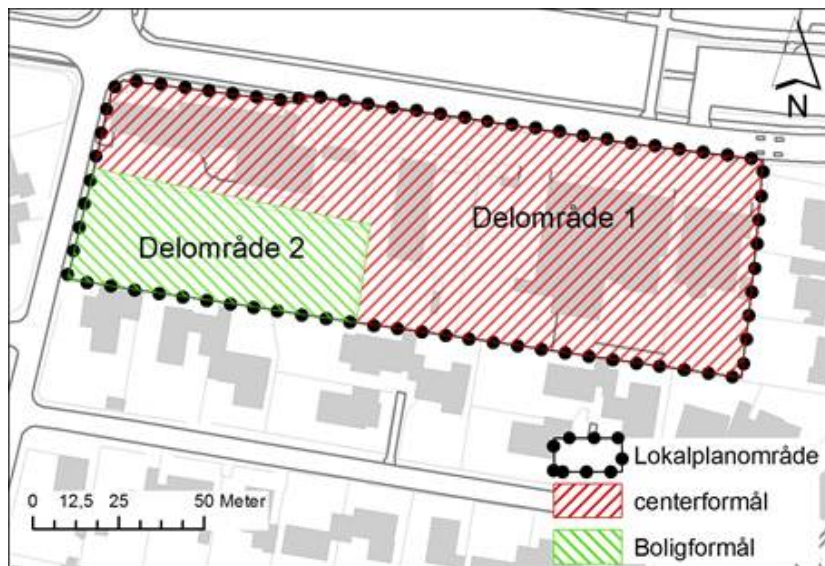 N
Delområde 1
Delområde 2
Lokalplanområde
0 12,5 25 50 Meter
centerformål
Boligformål